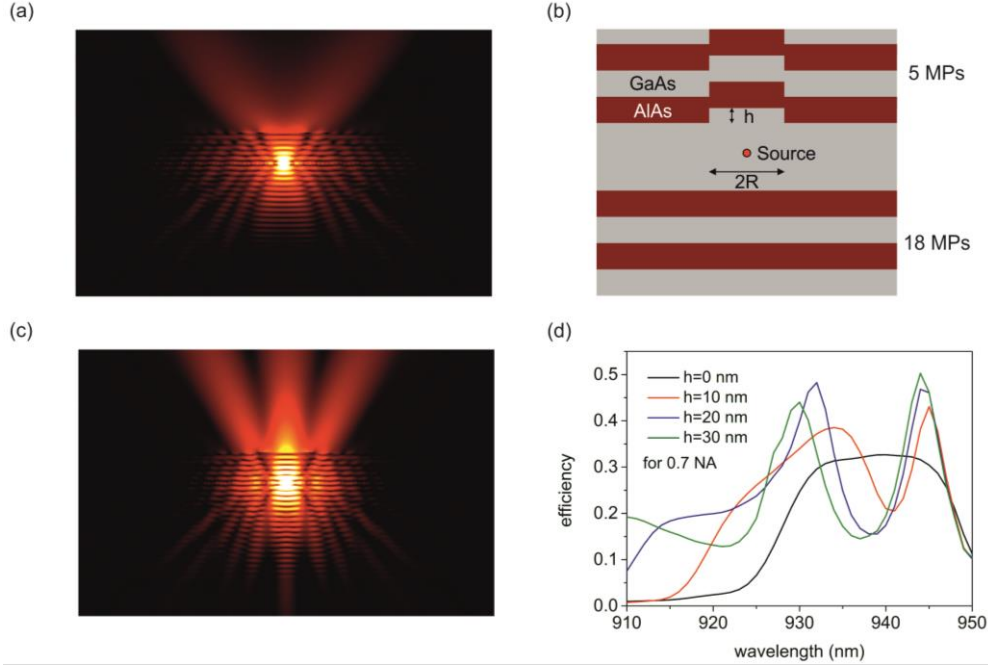 (a)
(b)
5 MPs
GaAs
AlAs
h
Source
2R
18 MPs
(c)
(d)
0.5
0.4
0.3
0.2
0.1
0.0
efficiency
h=0 nm
h=10 nm
h=20 nm
h=30 nm
for 0.7 NA
910 920 930 940 950
wavelength (nm)